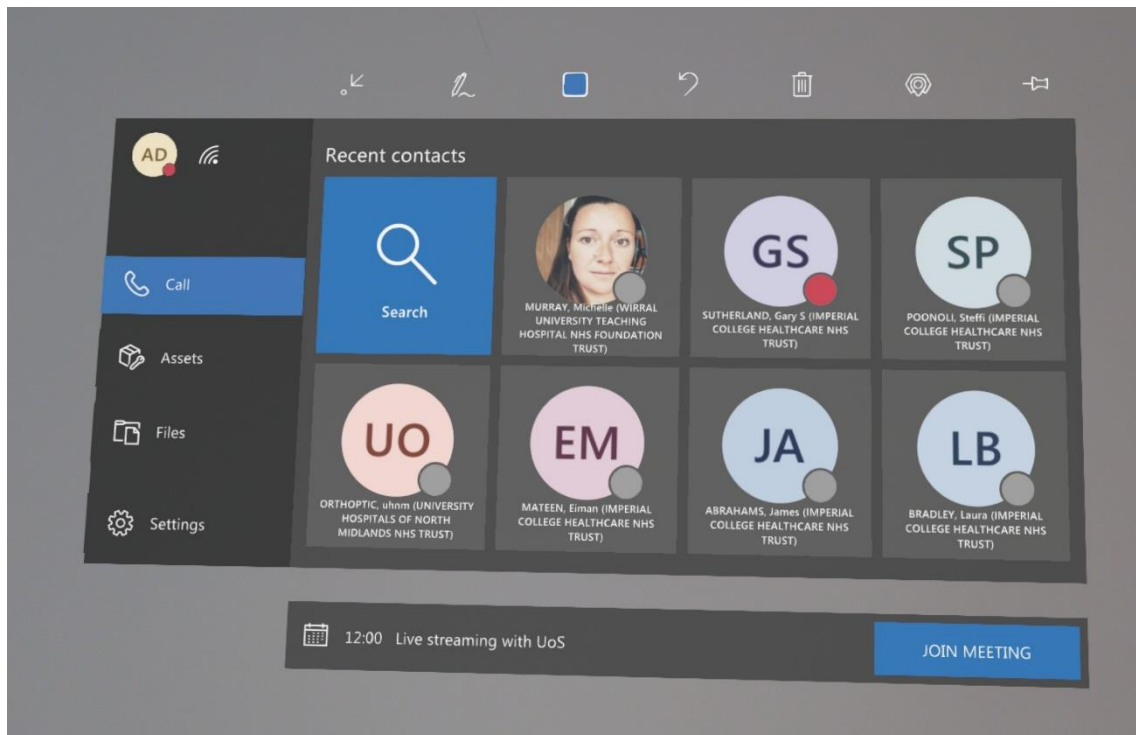 AD
Recent contacts
Search
MURRAY, Michelle (WIRRAL
UNIVERSITY TEACHING
HOSPITAL NHS FOUNDATION
TRUST)
GS
SUTHERLAND, Gary S (IMPERIAL
COLLEGE HEALTHCARE NHS
TRUST)
SP
POONOLI, Steffi (IMPERIAL
COLLEGE HEALTHCARE NHS
TRUST)
Call
Assets
Files
Settings
UO
ORTHOPTIC, uhnm (UNIVERSITY
HOSPITALS OF NORTH
MIDLANDS NHS TRUST)
EM
MATEEN, Eiman (IMPERIAL
COLLEGE HEALTHCARE NHS
TRUST)
JA
ABRAHAMS, James (IMPERIAL
COLLEGE HEALTHCARE NHS
TRUST)
LB
BRADLEY, Laura (IMPERIAL
COLLEGE HEALTHCARE NHS
TRUST)
12:00 Live streaming with UoS
JOIN MEETING